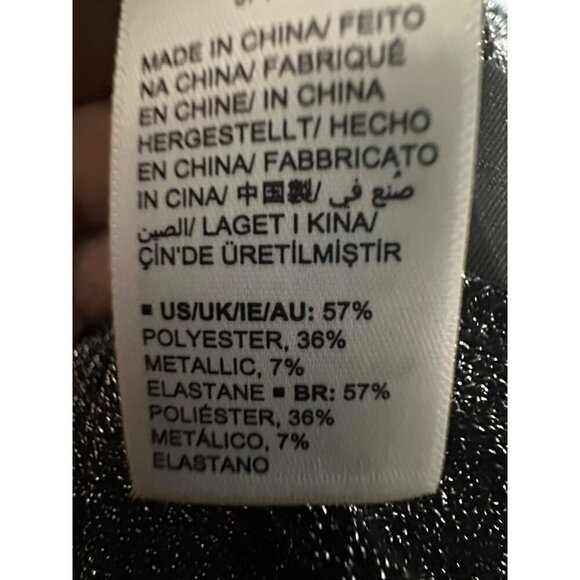 MADE IN CHINA/ FEITO
NA CHINA/ FABRIQUÉ
EN CHINE/ IN CHINA
HERGESTELLT/ HECHO
EN CHINA/ FABBRICATO
IN CINA/ 中国製/ صُنع في
الصين/ LAGET I KINA/
ÇİN'DE ÜRETİLMİŞTİR
▪ US/UK/IE/AU: 57%
POLYESTER, 36%
METALLIC, 7%
ELASTANE ▪ BR: 57%
POLIÉSTER, 36%
METÁLICO, 7%
ELASTANO